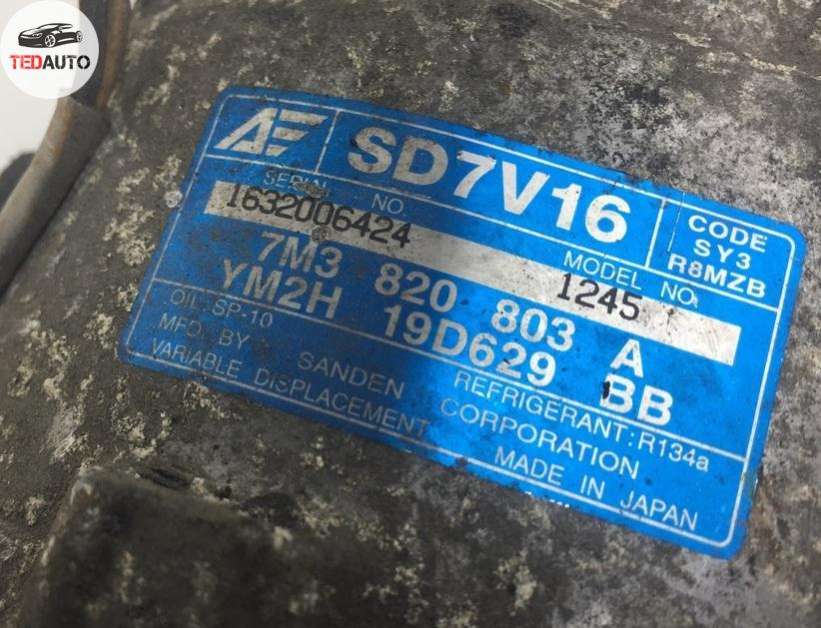 TEDAUTO
AE SD7V16
CODE
SY3
R8MZB
SERIAL NO. MODEL NO.
1632006424 1245
7M3 820 803 A
YM2H 19D629 BB
OIL:SP-10 REFRIGERANT:R134a
MFG BY SANDEN CORPORATION
VARIABLE DISPLACEMENT MADE IN JAPAN